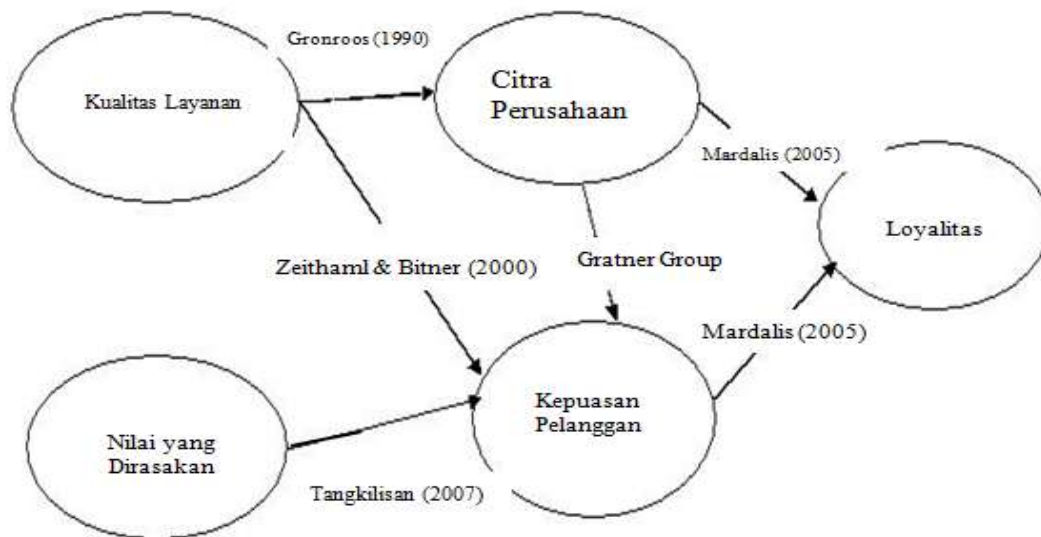 Gronroos (1990)
Kualitas Layanan
Citra
Perusahaan
Mardalis (2005)
Loyalitas
Zeithaml & Bitner (2000)
Gratner Group
Mardalis (2005)
Nilai yang
Dirasakan
Kepuasan
Pelanggan
Tangkilisan (2007)